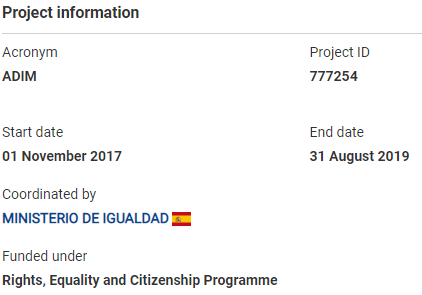 Project information
Acronym
Project ID
ADIM
777254
Start date
End date
01 November 2017
31 August 2019
Coordinated by
MINISTERIO DE IGUALDAD
Funded under
Rights, Equality and Citizenship Programme